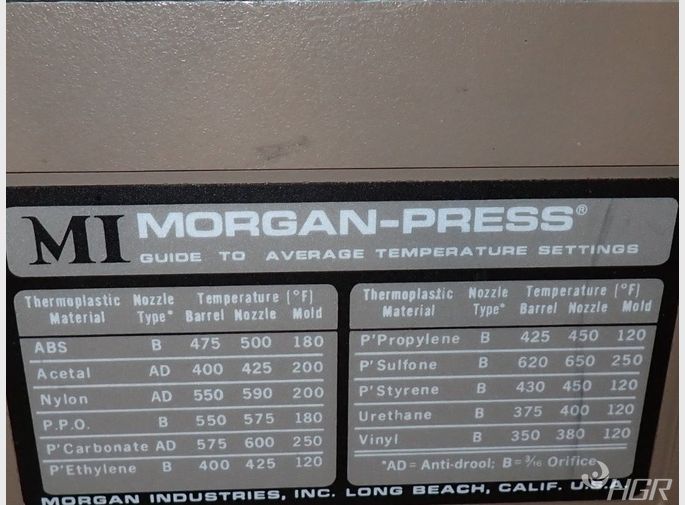 MI MORGAN-PRESS®
GUIDE TO AVERAGE TEMPERATURE SETTINGS
Thermoplastic Nozzle Temperature (°F)
Material Type* Barrel Nozzle Mold
ABS B 475 500 180
Acetal AD 400 425 200
Nylon AD 550 590 200
P.P.O. B 550 575 180
P'Carbonate AD 575 600 250
P'Ethylene B 400 425 120
Thermoplastic Nozzle Temperature (°F)
Material Type* Barrel Nozzle Mold
P'Propylene B 425 450 120
P'Sulfone B 620 650 250
P'Styrene B 430 450 120
Urethane B 375 400 120
Vinyl B 350 380 120
*AD = Anti-drool; B = 3/16 Orifice
MORGAN INDUSTRIES, INC. LONG BEACH, CALIF. U.S.A.
HGR